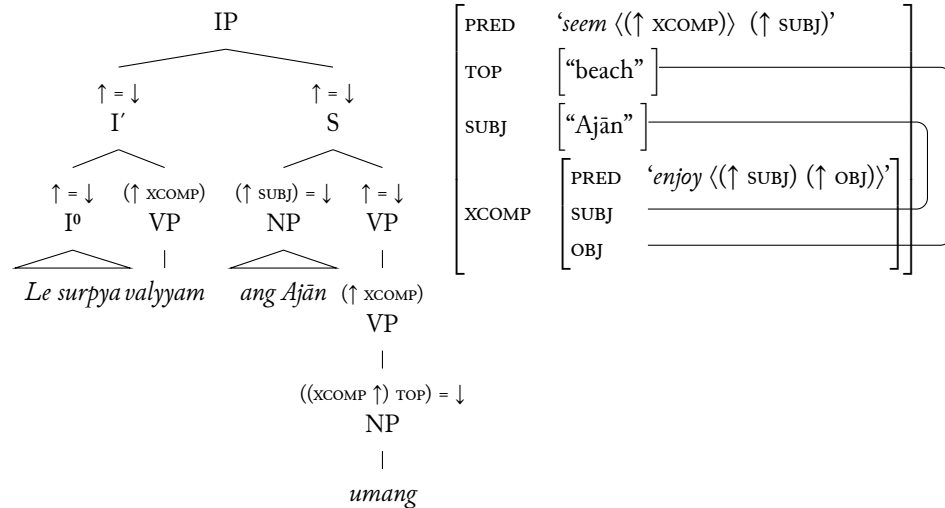 IP
↑ = ↓
I′
↑ = ↓
S
↑ = ↓
I⁰
(↑ XCOMP)
VP
(↑ SUBJ) = ↓
NP
↑ = ↓
VP
Le surpya valyyam
ang Ajān
(↑ XCOMP)
VP
((XCOMP ↑) TOP) = ↓
NP
umang
PRED ‘seem ⟨(↑ XCOMP)⟩ (↑ SUBJ)’
TOP [“beach”]
SUBJ [“Ajān”]
XCOMP
PRED ‘enjoy ⟨(↑ SUBJ) (↑ OBJ)⟩’
SUBJ
OBJ